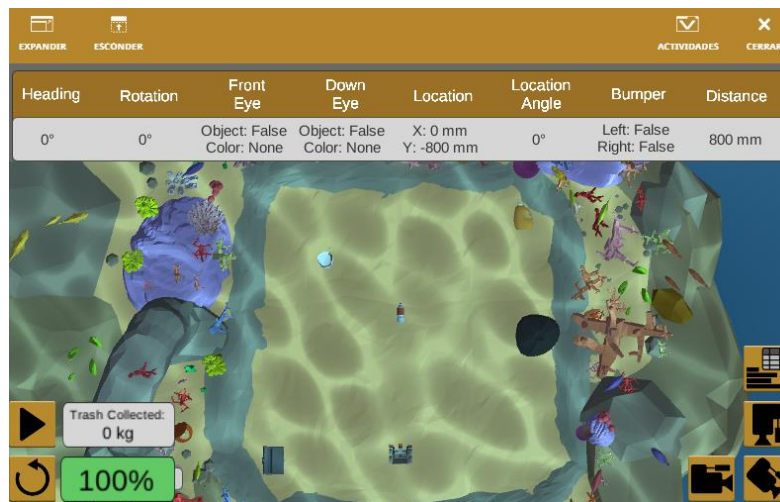 EXPANDIR
ESCONDER
ACTIVIDADES
CERRAR
Heading
Rotation
Front
Eye
Down
Eye
Location
Location
Angle
Bumper
Distance
0°
0°
Object: False
Color: None
Object: False
Color: None
X: 0 mm
Y: -800 mm
0°
Left: False
Right: False
800 mm
Trash Collected:
0 kg
100%